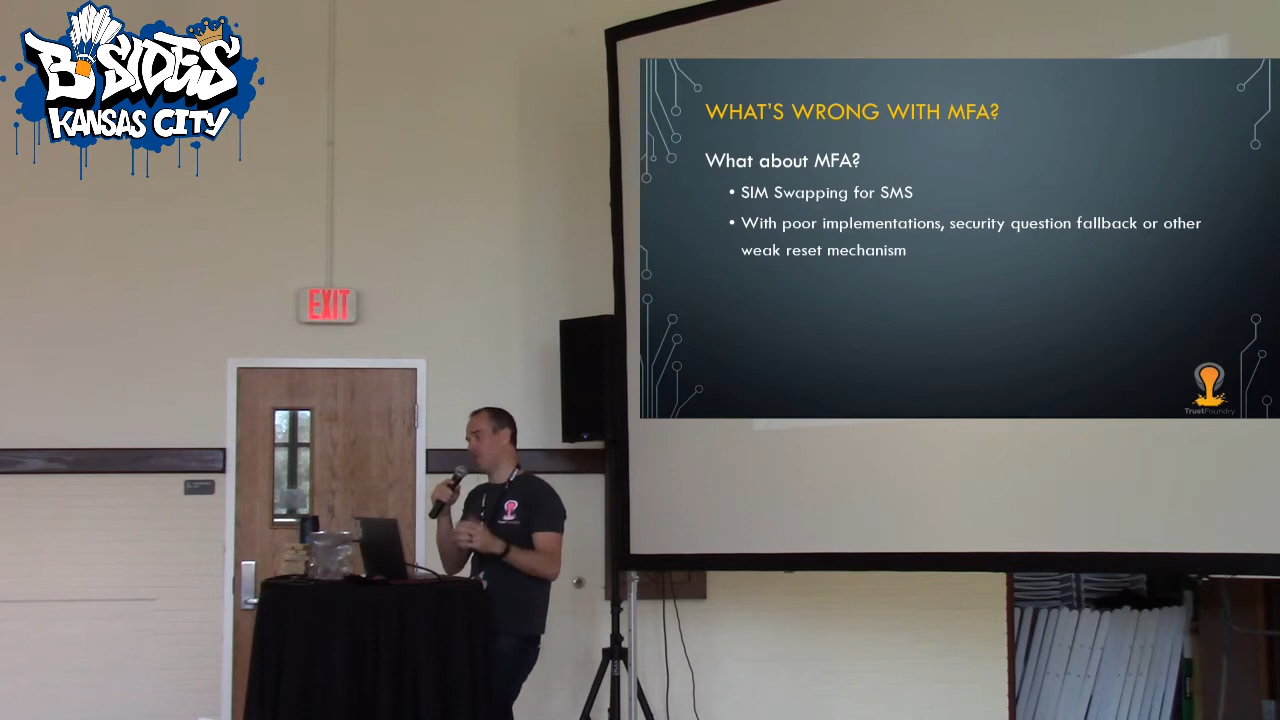 B·SIDES
KANSAS CITY
WHAT'S WRONG WITH MFA?
What about MFA?
• SIM Swapping for SMS
• With poor implementations, security question fallback or other
weak reset mechanism
TrustFoundry
EXIT
TrustFoundry